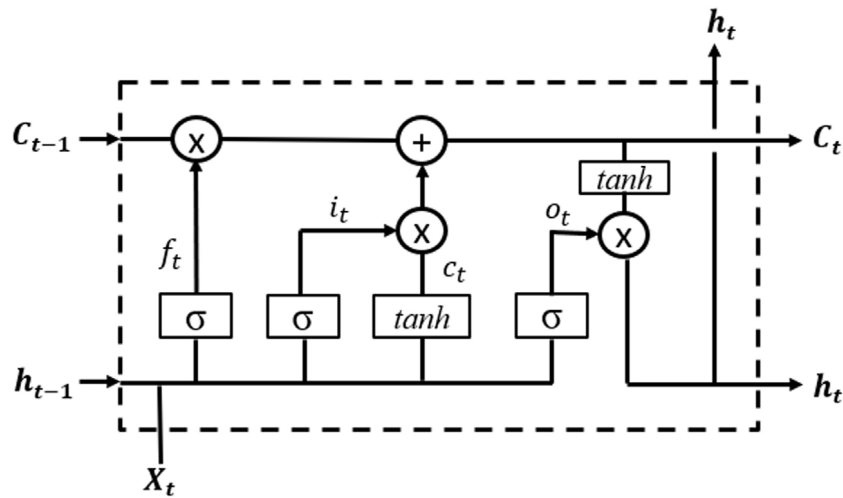 h_t
C_{t-1}
x
+
C_t
tanh
i_t
o_t
x
x
f_t
c_t
σ
σ
tanh
σ
h_{t-1}
h_t
X_t